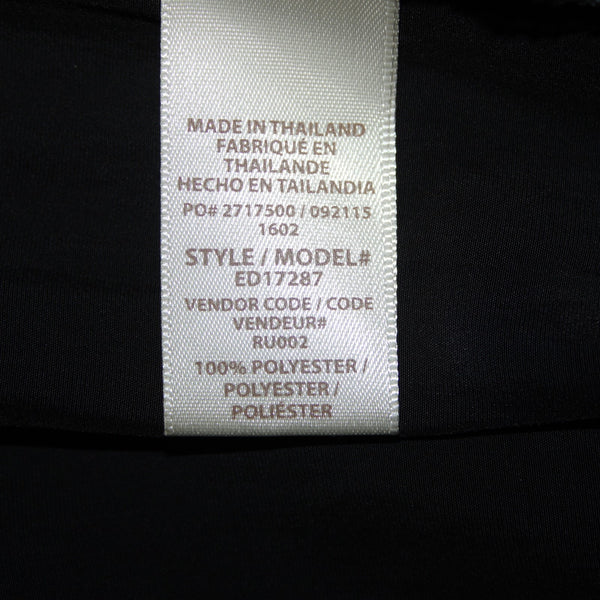 MADE IN THAILAND
FABRIQUÉ EN
THAILANDE
HECHO EN TAILANDIA
PO# 2717500 / 092115
1602
STYLE / MODEL#
ED17287
VENDOR CODE / CODE
VENDEUR#
RU002
100% POLYESTER /
POLYESTER /
POLIESTER